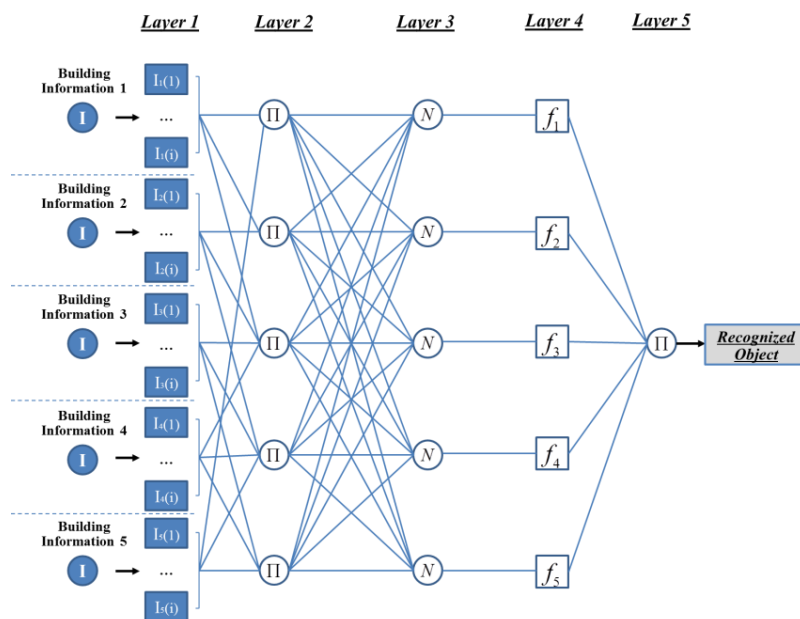 Layer 1 Layer 2 Layer 3 Layer 4 Layer 5
Building
Information 1
I
I₁(1)
...
I₁(i)
Π
N
f₁
Building
Information 2
I
I₂(1)
...
I₂(i)
Π
N
f₂
Building
Information 3
I
I₃(1)
...
I₃(i)
Π
N
f₃
Π
Recognized
Object
Building
Information 4
I
I₄(1)
...
I₄(i)
Π
N
f₄
Building
Information 5
I
I₅(1)
...
I₅(i)
Π
N
f₅